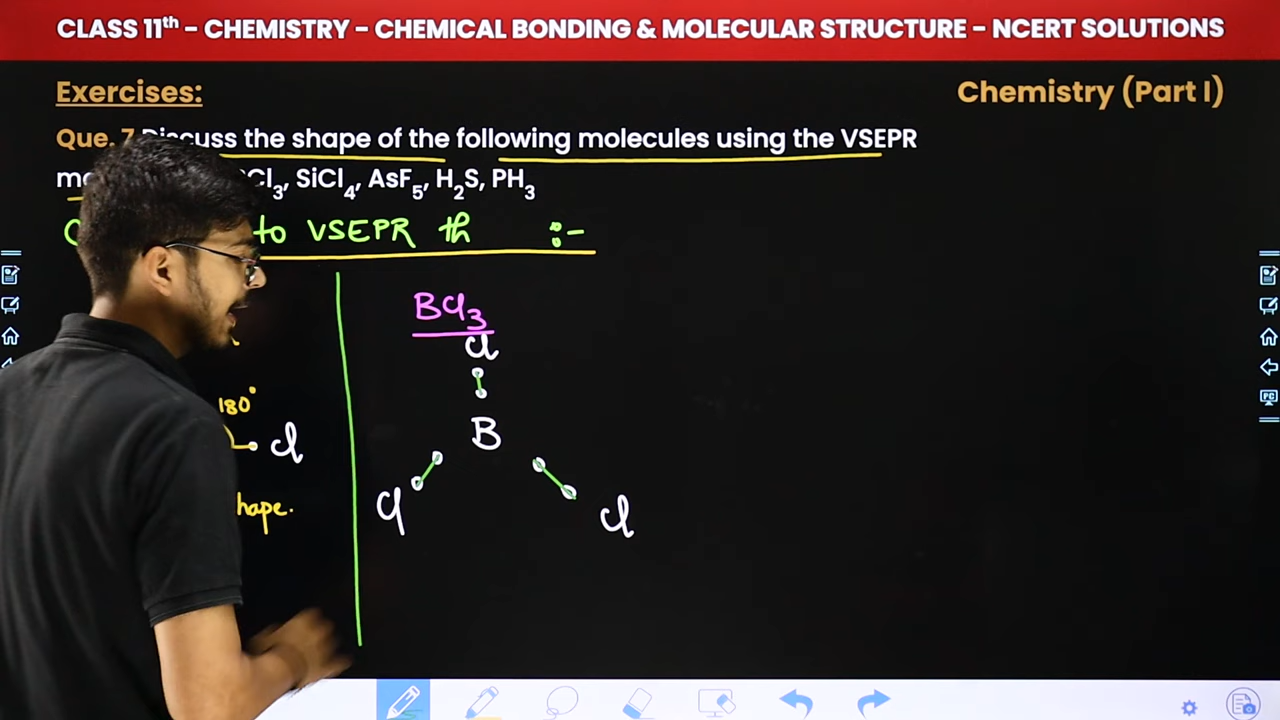 CLASS 11th – CHEMISTRY – CHEMICAL BONDING & MOLECULAR STRUCTURE – NCERT SOLUTIONS
Exercises:
Chemistry (Part I)
Que. 7 Discuss the shape of the following molecules using the VSEPR
Cl3, SiCl4, AsF5, H2S, PH3
to VSEPR th :-
BCl3
Cl
180°
B
Cl
hape.
Cl
Cl